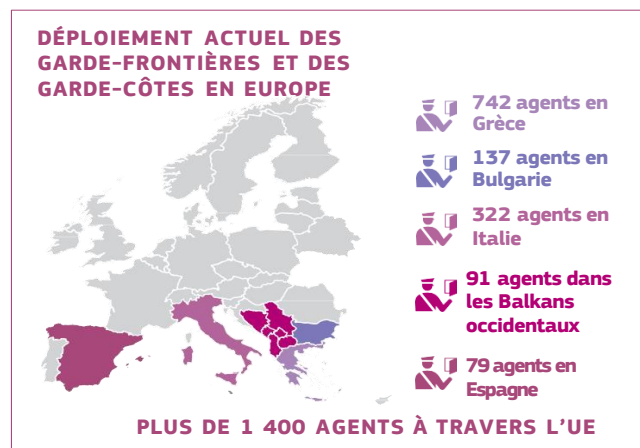 DÉPLOIEMENT ACTUEL DES
GARDE-FRONTIÈRES ET DES
GARDE-CÔTES EN EUROPE
742 agents en
Grèce
137 agents en
Bulgarie
322 agents en
Italie
91 agents dans
les Balkans
occidentaux
79 agents en
Espagne
PLUS DE 1 400 AGENTS À TRAVERS L'UE